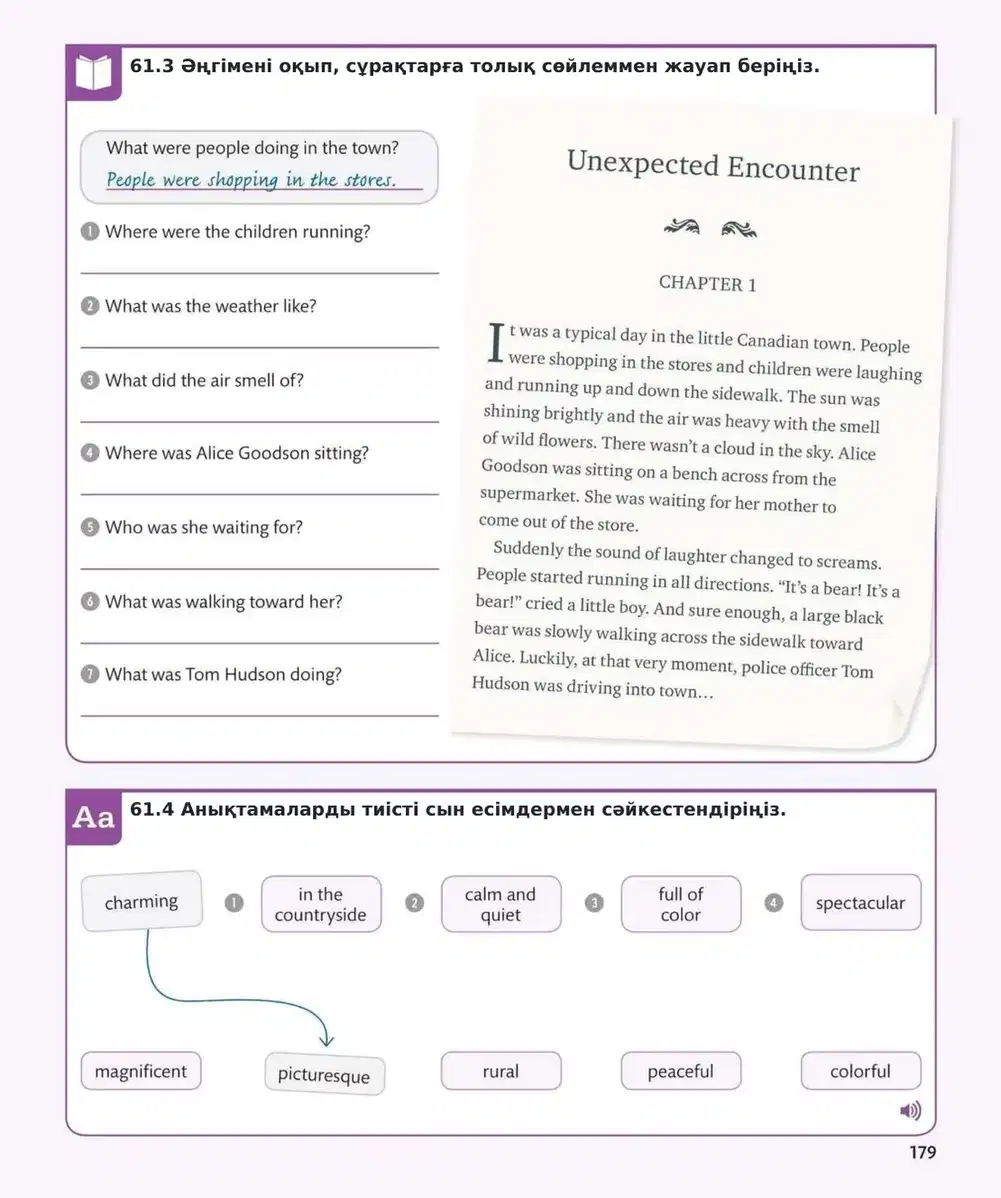 61.3 Әңгімені оқып, сұрақтарға толық сөйлеммен жауап беріңіз.
What were people doing in the town?
People were shopping in the stores.
1 Where were the children running?
2 What was the weather like?
3 What did the air smell of?
4 Where was Alice Goodson sitting?
5 Who was she waiting for?
6 What was walking toward her?
7 What was Tom Hudson doing?
Unexpected Encounter
CHAPTER 1
It was a typical day in the little Canadian town. People
were shopping in the stores and children were laughing
and running up and down the sidewalk. The sun was
shining brightly and the air was heavy with the smell
of wild flowers. There wasn’t a cloud in the sky. Alice
Goodson was sitting on a bench across from the
supermarket. She was waiting for her mother to
come out of the store.
Suddenly the sound of laughter changed to screams.
People started running in all directions. “It’s a bear! It’s a
bear!” cried a little boy. And sure enough, a large black
bear was slowly walking across the sidewalk toward
Alice. Luckily, at that very moment, police officer Tom
Hudson was driving into town…
Aa
61.4 Анықтамаларды тиісті сын есімдермен сәйкестендіріңіз.
charming
1 in the
countryside
2 calm and
quiet
3 full of
color
4 spectacular
magnificent
picturesque
rural
peaceful
colorful
179